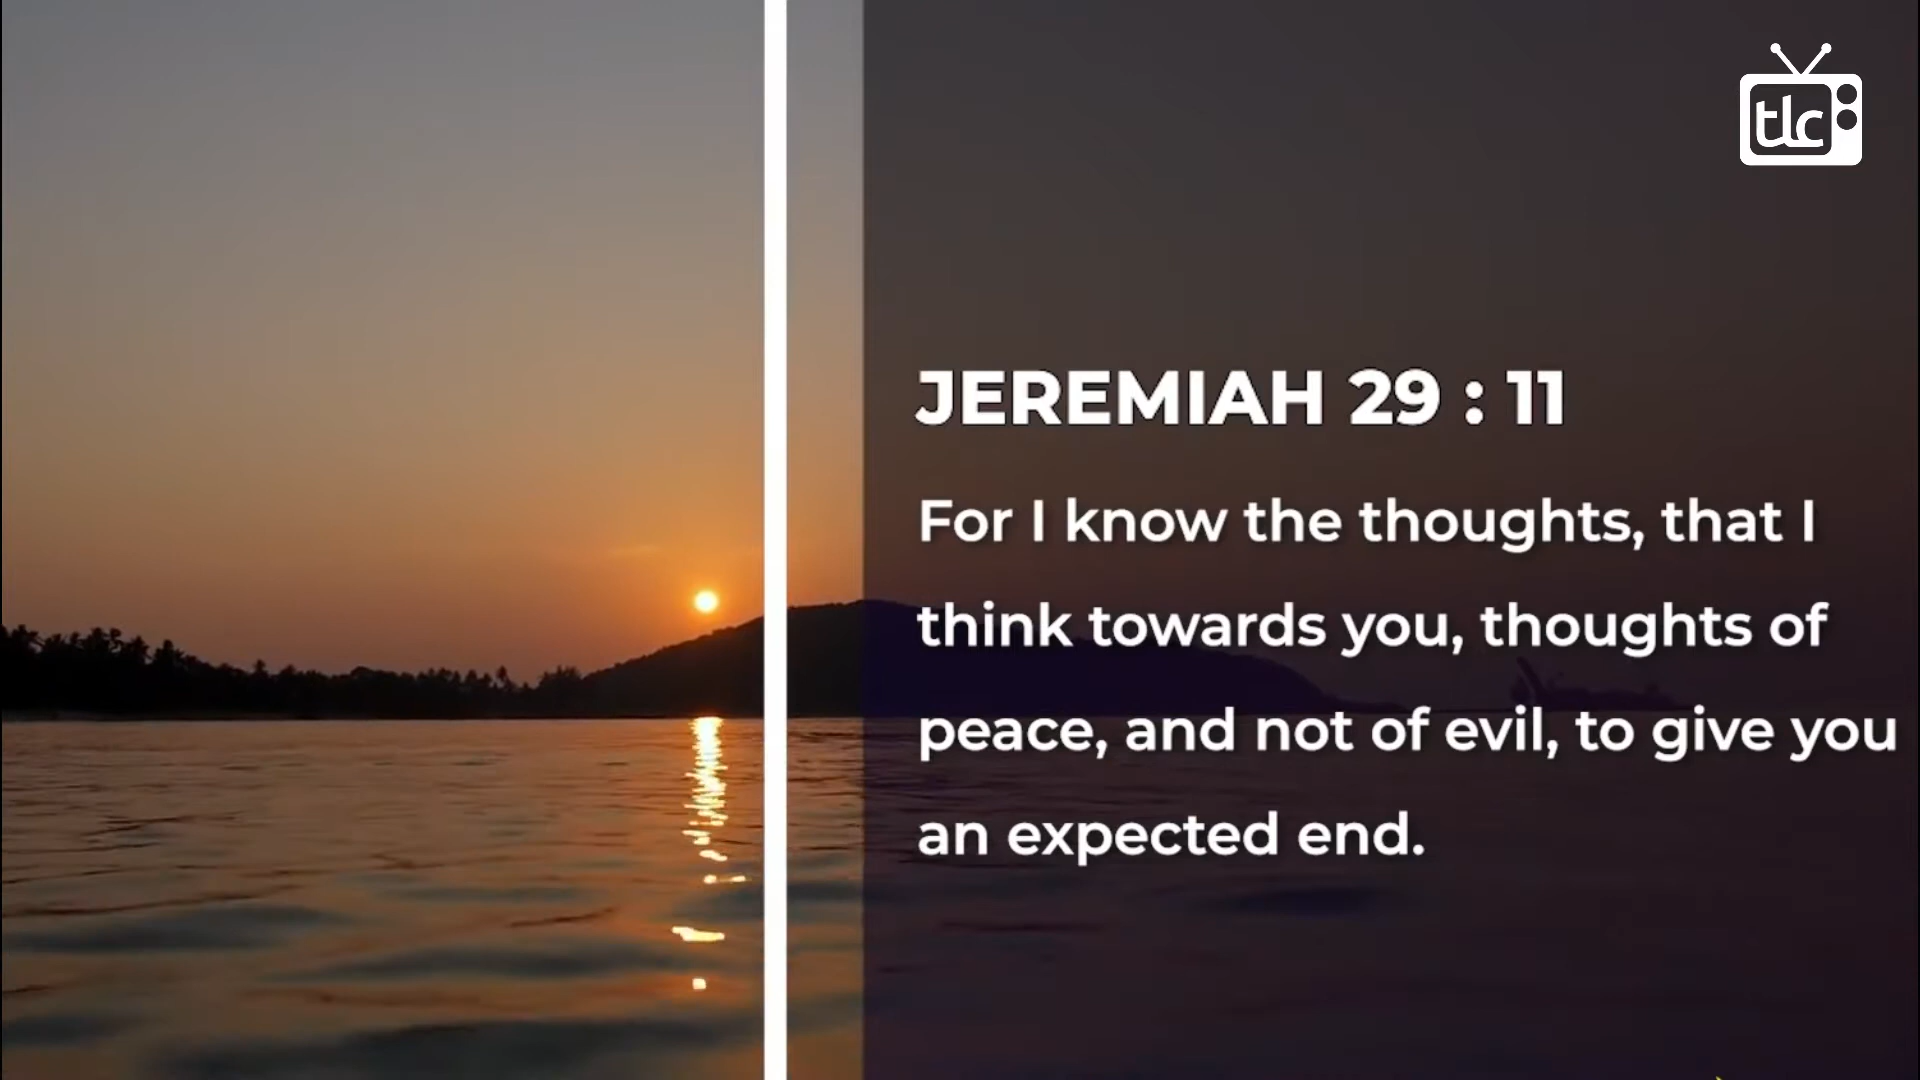 tlc
JEREMIAH 29 : 11
For I know the thoughts, that I
think towards you, thoughts of
peace, and not of evil, to give you
an expected end.